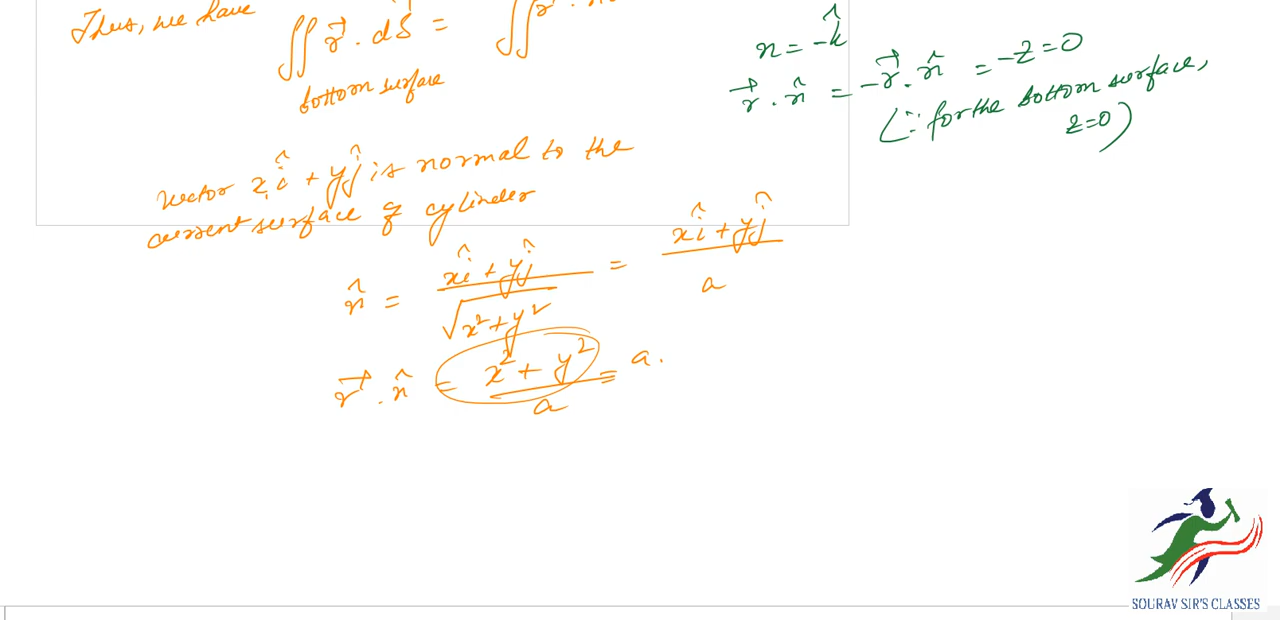 Thus, we have
∬ r⃗ . dS⃗ = ∬ r⃗ .
bottom surface
n = -k̂
r⃗ . n̂ = -r⃗ . n̂ = -z = 0
(∵ for the bottom surface,
z=0)
vector xî + yĵ is normal to the
current surface of cylinder
n̂ = (xî + yĵ)/√(x² + y²) = (xî + yĵ)/a
r⃗ . n̂ = (x² + y²)/a = a.
SOURAV SIR'S CLASSES